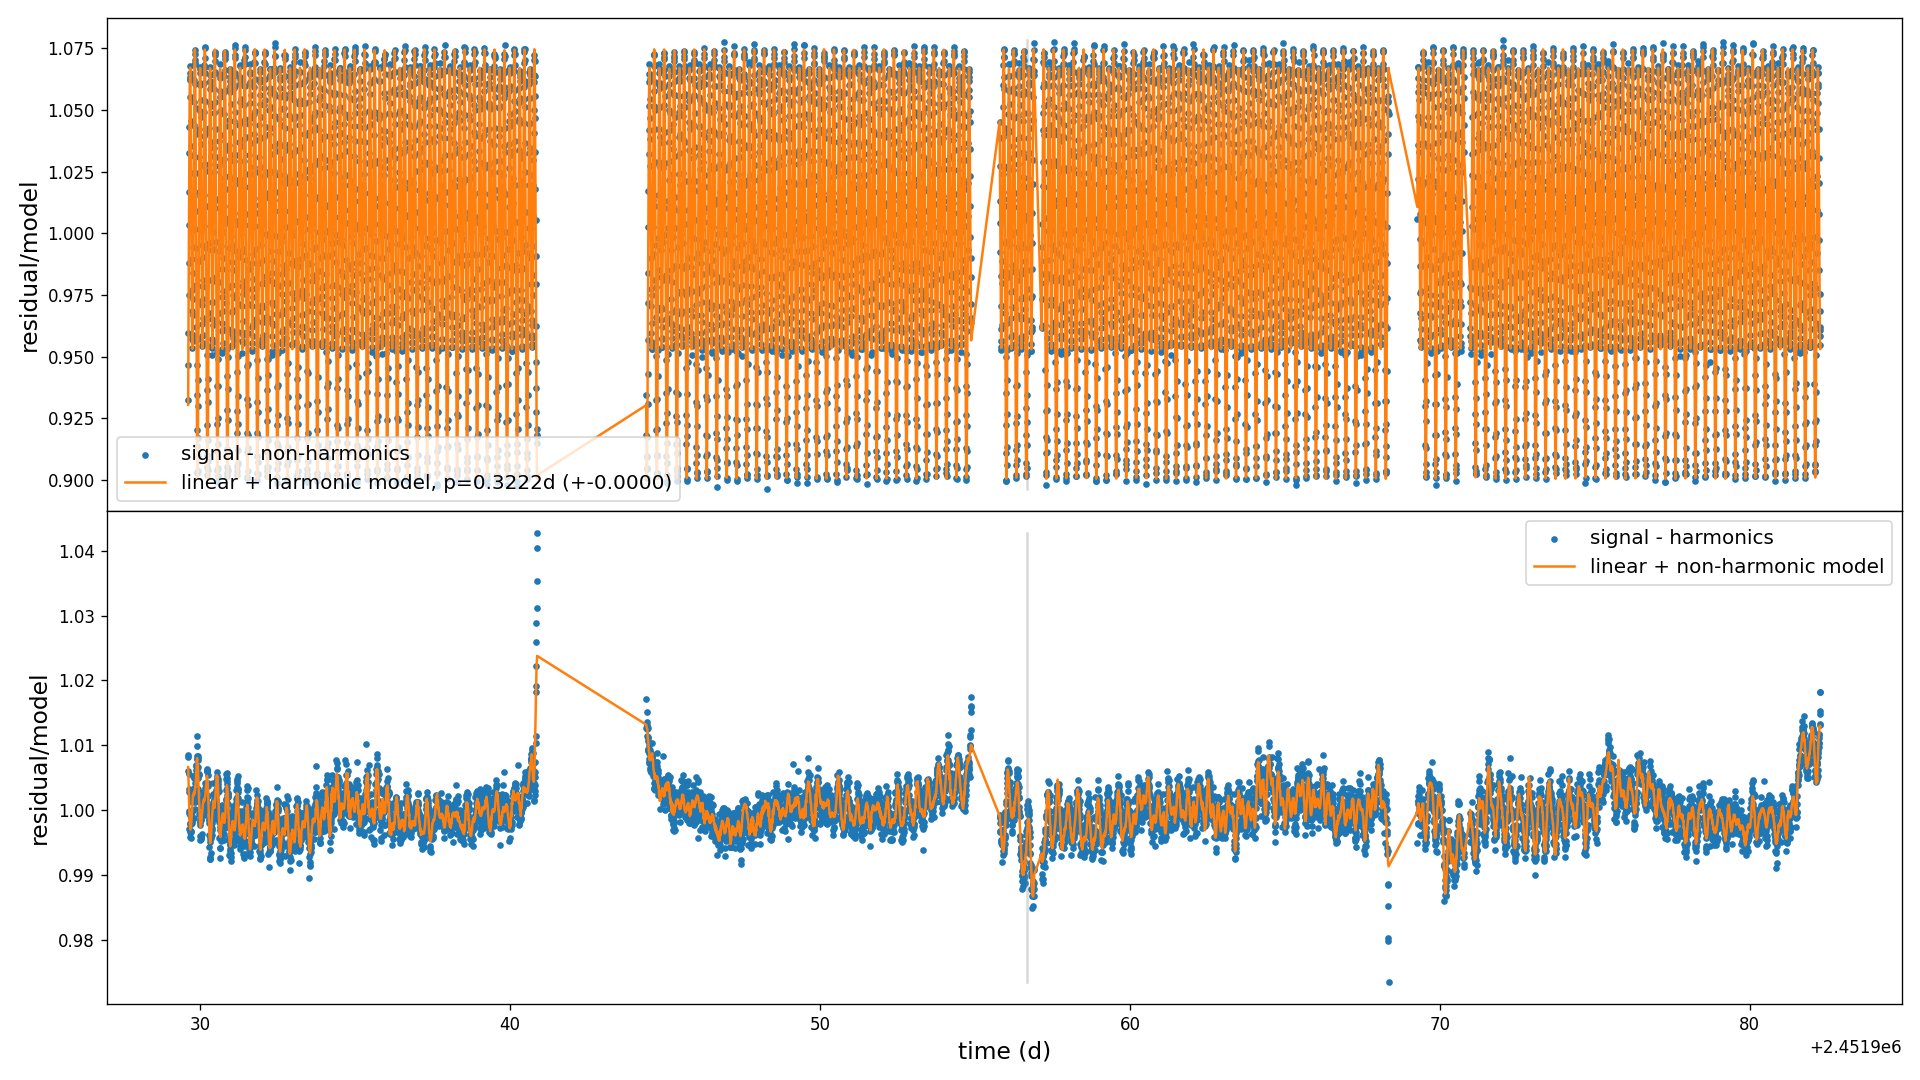 residual/model
1.075
1.050
1.025
1.000
0.975
0.950
0.925
0.900
signal - non-harmonics
linear + harmonic model, p=0.3222d (+-0.0000)
residual/model
1.04
1.03
1.02
1.01
1.00
0.99
0.98
signal - harmonics
linear + non-harmonic model
30 40 50 60 70 80
time (d)
+2.4519e6